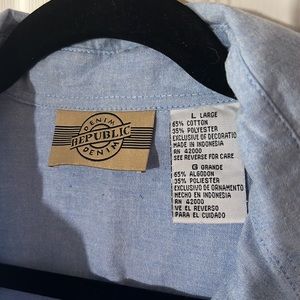 DENIM
REPUBLIC
DENIM
L LARGE
65% COTTON
35% POLYESTER
EXCLUSIVE OF DECORATIO
MADE IN INDONESIA
RN 42000
SEE REVERSE FOR CARE
G GRANDE
65% ALGODON
35% POLIESTER
EXCLUSIVO DE ORNAMENTO
HECHO EN INDONESIA
RN 42000
VE EL REVERSO
PARA EL CUIDADO